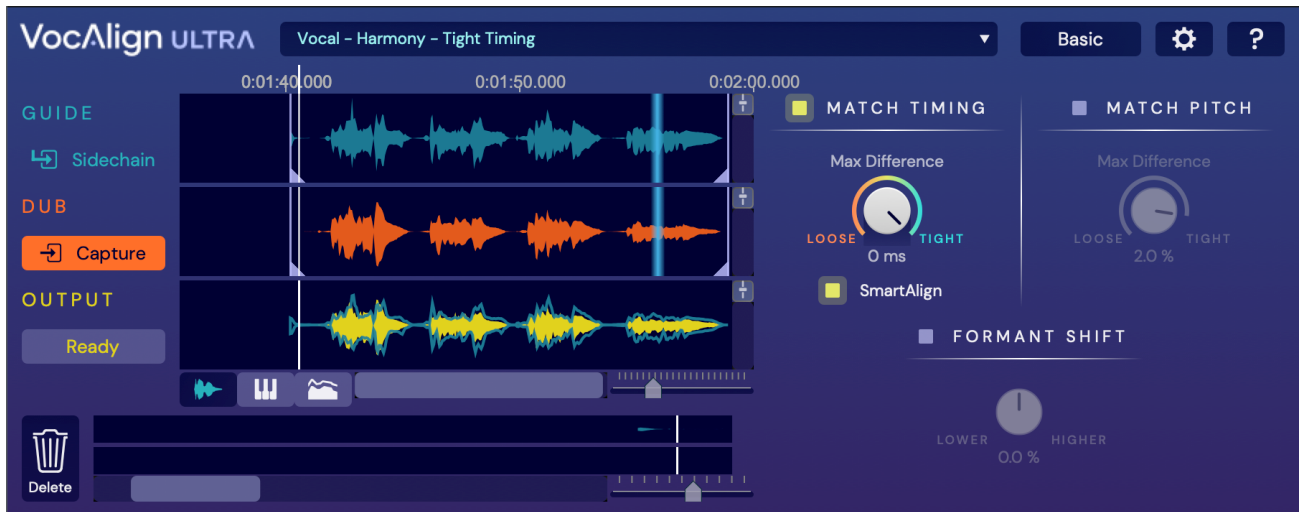 VocAlign ULTRA
Vocal - Harmony - Tight Timing
Basic
?
0:01:40.000 0:01:50.000 0:02:00.000
GUIDE
Sidechain
DUB
Capture
OUTPUT
Ready
Delete
MATCH TIMING
Max Difference
LOOSE TIGHT
0 ms
SmartAlign
MATCH PITCH
Max Difference
LOOSE TIGHT
2.0 %
FORMANT SHIFT
LOWER HIGHER
0.0 %